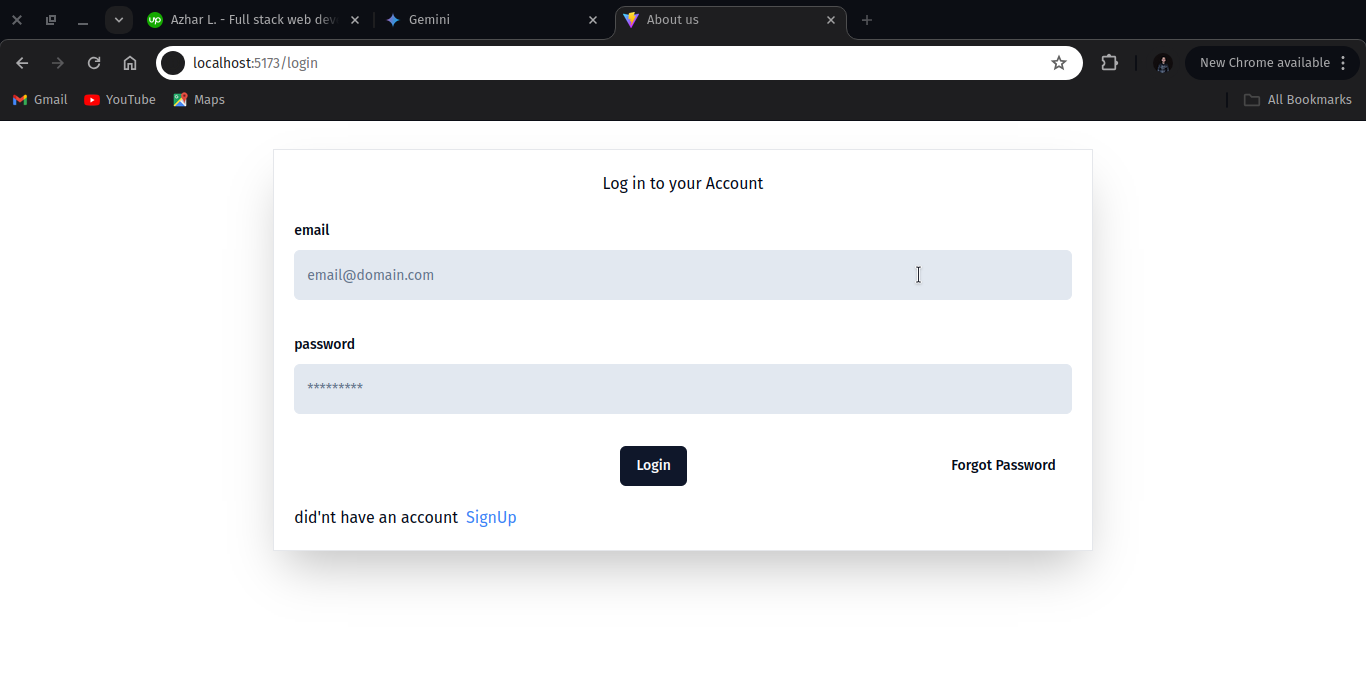 Azhar L. - Full stack web dev
Gemini
About us
localhost:5173/login
New Chrome available
Gmail
YouTube
Maps
All Bookmarks
Log in to your Account
email
email@domain.com
password
*********
Login
Forgot Password
did'nt have an account SignUp